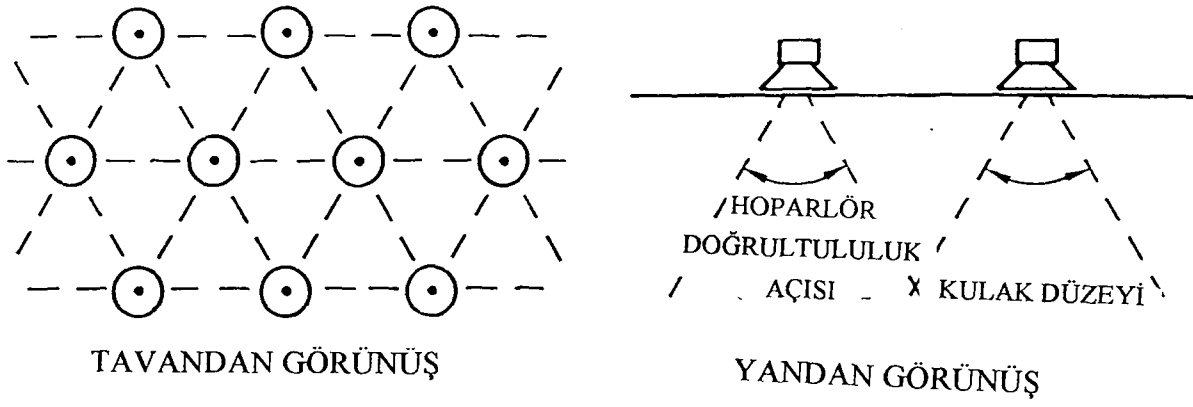 HOPARLÖR
DOĞRULTULULUK
AÇISI
KULAK DÜZEYİ
TAVANDAN GÖRÜNÜŞ
YANDAN GÖRÜNÜŞ